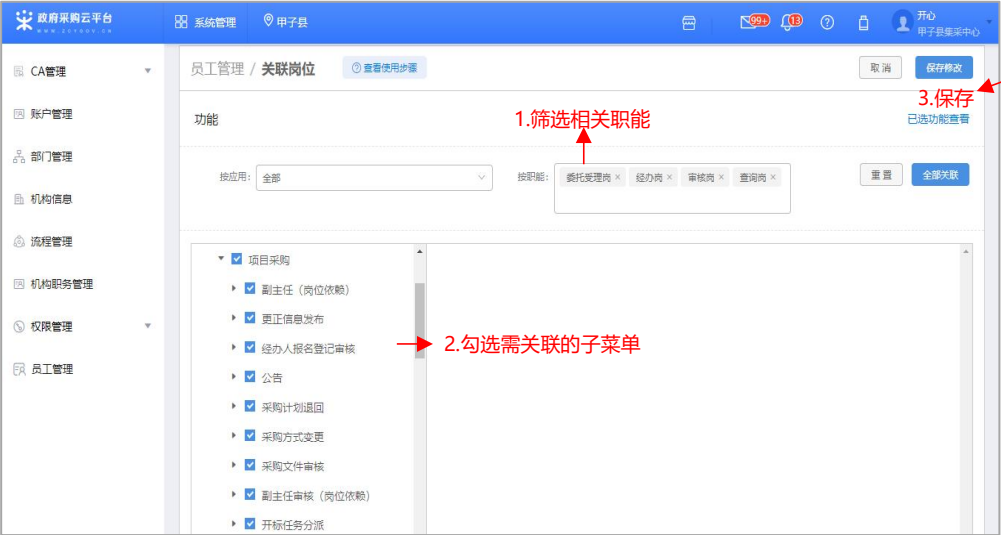 政府采购云平台
WWW.ZCYGOV.CN
系统管理
甲子县
99+
13
开心
甲子县集采中心
CA管理
账户管理
部门管理
机构信息
流程管理
机构职务管理
权限管理
员工管理
员工管理 / 关联岗位
查看使用步骤
取消
保存修改
3.保存
功能
1.筛选相关职能
已选功能查看
按应用:
全部
按职能:
委托受理岗 ×
经办岗 ×
审核岗 ×
查询岗 ×
重置
全部关联
项目采购
副主任（岗位依赖）
更正信息发布
经办人报名登记审核
2.勾选需关联的子菜单
公告
采购计划退回
采购方式变更
采购文件审核
副主任审核（岗位依赖）
开标任务分派